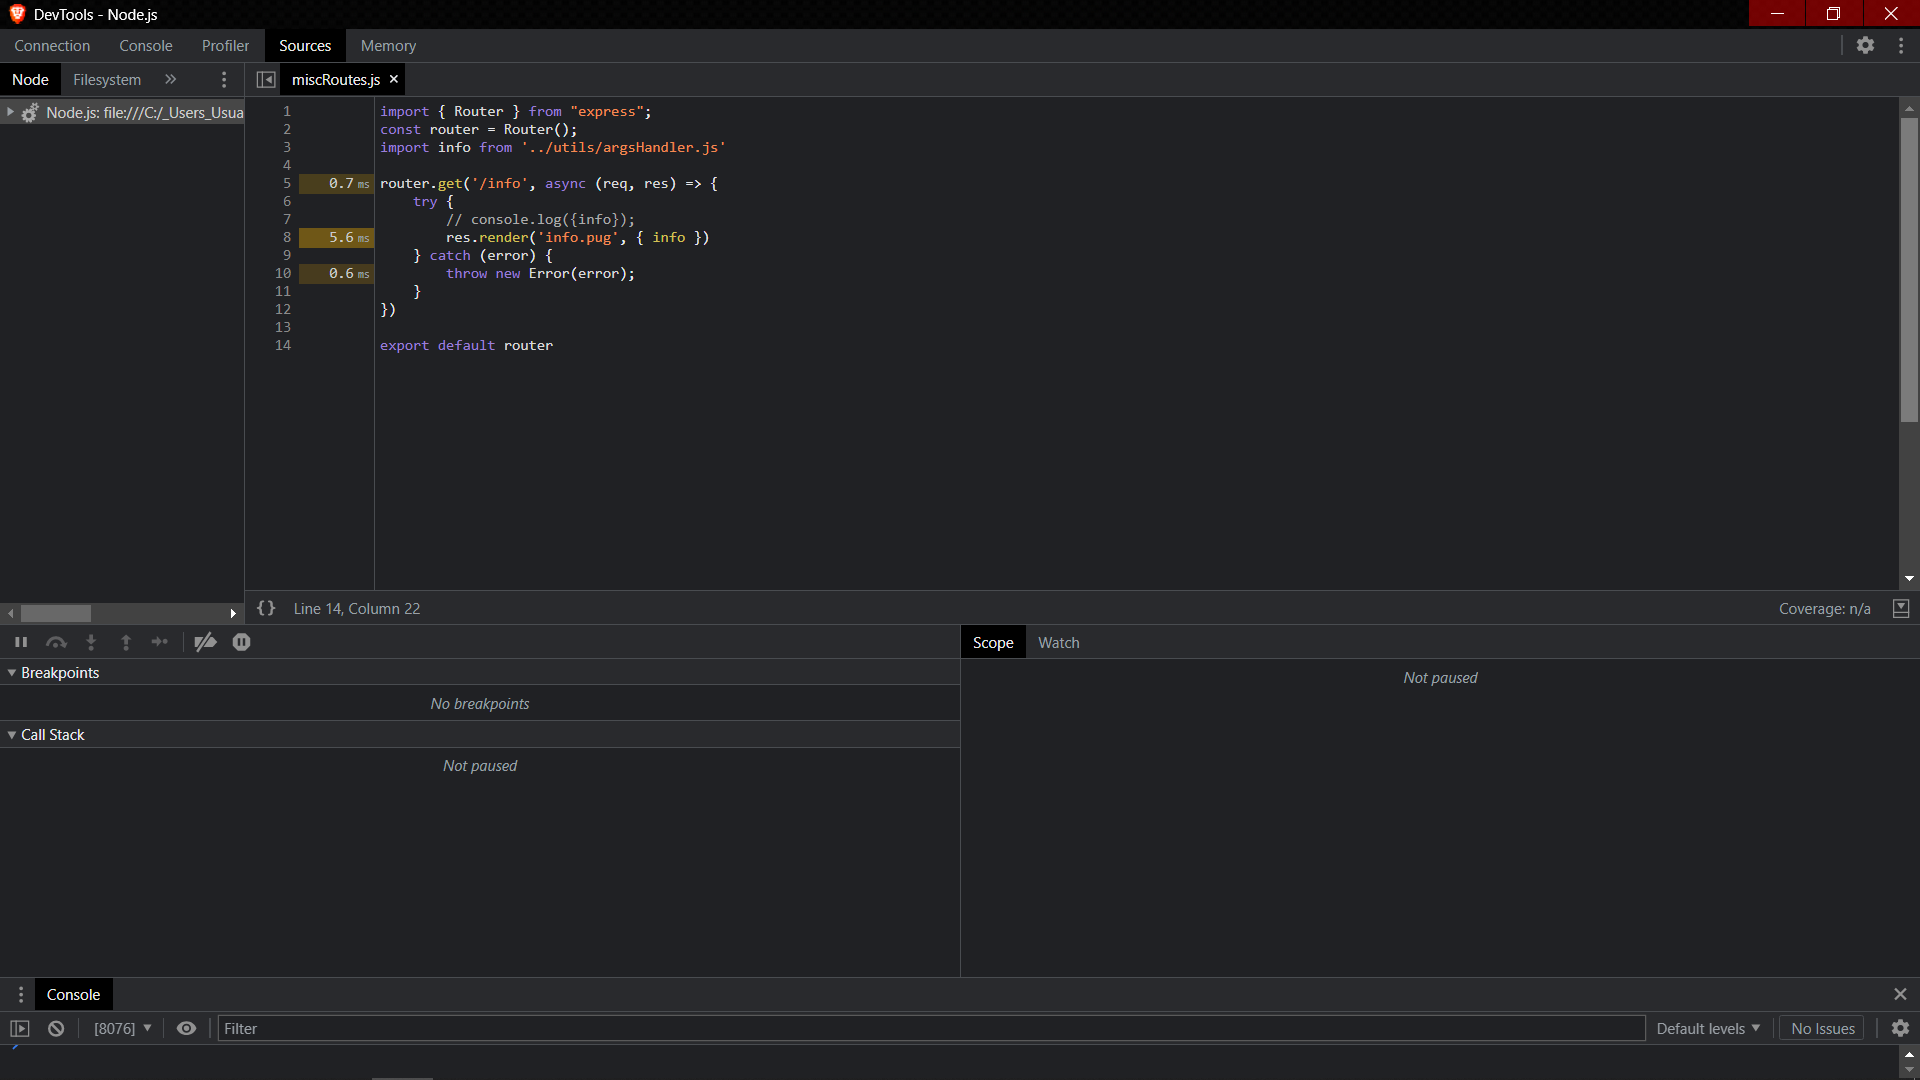 DevTools - Node.js
Connection Console Profiler Sources Memory
Node Filesystem » miscRoutes.js ×
Node.js: file:///C:/_Users_Usua
1 import { Router } from "express";
2 const router = Router();
3 import info from '../utils/argsHandler.js'
4
5 0.7 ms router.get('/info', async (req, res) => {
6 try {
7 // console.log({info});
8 5.6 ms res.render('info.pug', { info })
9 } catch (error) {
10 0.6 ms throw new Error(error);
11 }
12 })
13
14 export default router
{} Line 14, Column 22 Coverage: n/a
Scope Watch
Breakpoints
Not paused
No breakpoints
Call Stack
Not paused
Console
[8076] Filter Default levels No Issues